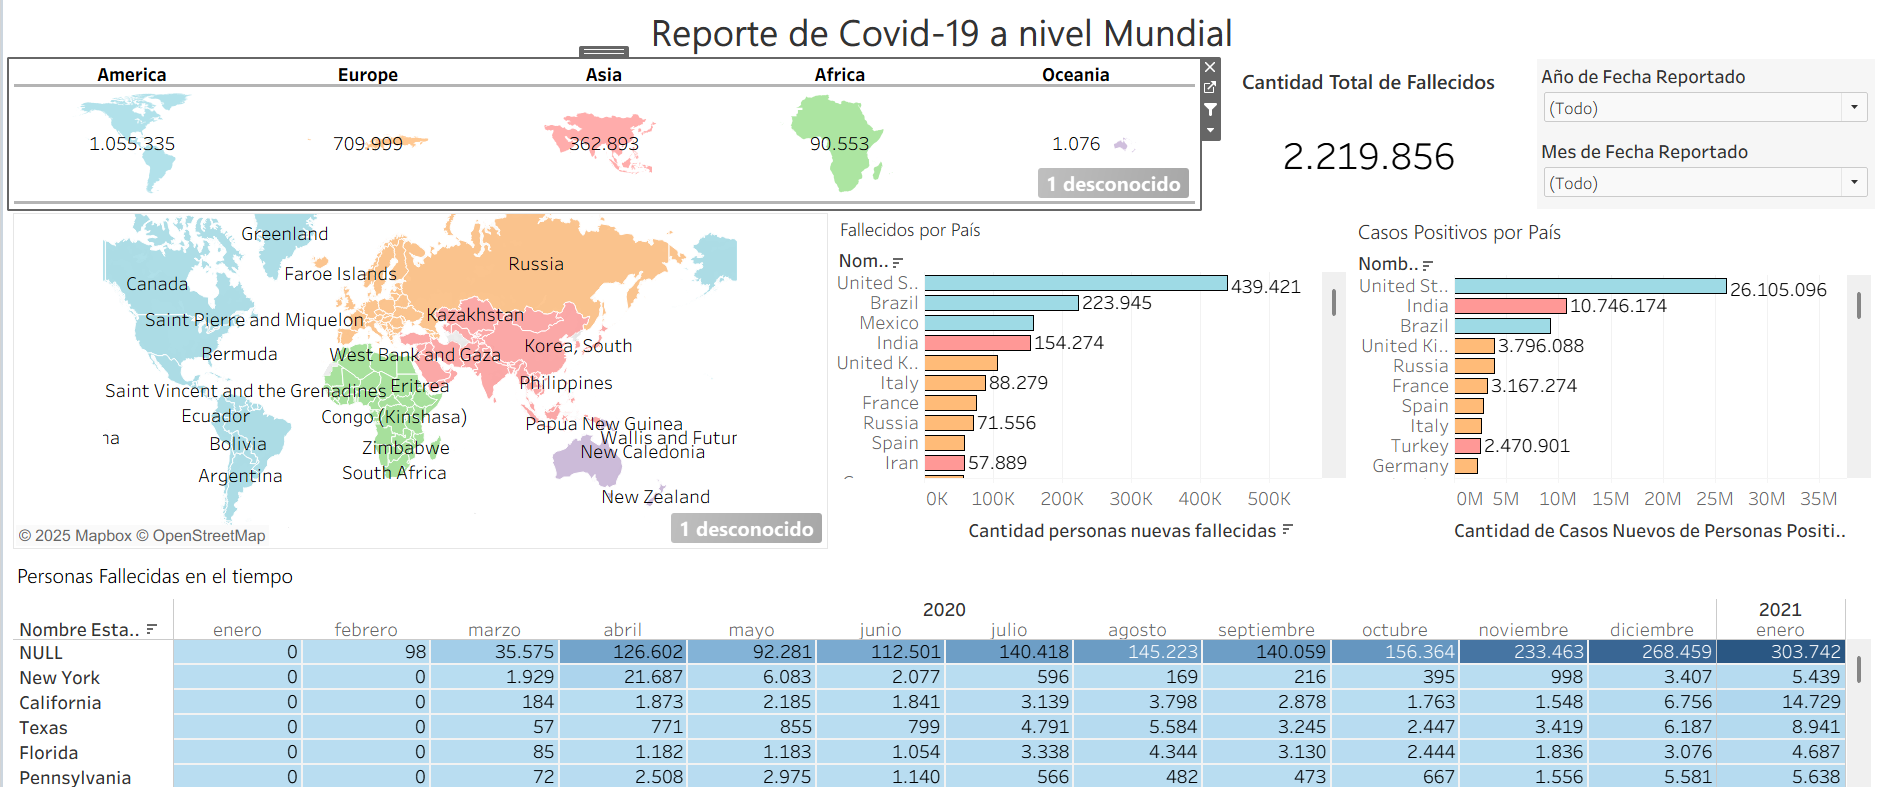 Reporte de Covid-19 a nivel Mundial
America Europe Asia Africa Oceania
1.055.335 709.999 362.893 90.553 1.076
1 desconocido
Cantidad Total de Fallecidos
2.219.856
Año de Fecha Reportado
(Todo)
Mes de Fecha Reportado
(Todo)
Greenland
Faroe Islands
Russia
Canada
Saint Pierre and Miquelon
Kazakhstan
Bermuda
West Bank and Gaza
Korea, South
Saint Vincent and the Grenadines
Eritrea
Philippines
Ecuador
Congo (Kinshasa)
Papua New Guinea
na
Bolivia
Zimbabwe
Wallis and Futur
New Caledonia
Argentina
South Africa
New Zealand
1 desconocido
© 2025 Mapbox © OpenStreetMap
Fallecidos por País
Nom..
United S.. 439.421
Brazil 223.945
Mexico
India 154.274
United K..
Italy 88.279
France
Russia 71.556
Spain
Iran 57.889
0K 100K 200K 300K 400K 500K
Cantidad personas nuevas fallecidas
Casos Positivos por País
Nomb..
United St.. 26.105.096
India 10.746.174
Brazil
United Ki.. 3.796.088
Russia
France 3.167.274
Spain
Italy
Turkey 2.470.901
Germany
0M 5M 10M 15M 20M 25M 30M 35M
Cantidad de Casos Nuevos de Personas Positi..
Personas Fallecidas en el tiempo
2020 2021
Nombre Esta.. enero febrero marzo abril mayo junio julio agosto septiembre octubre noviembre diciembre enero
NULL 0 98 35.575 126.602 92.281 112.501 140.418 145.223 140.059 156.364 233.463 268.459 303.742
New York 0 0 1.929 21.687 6.083 2.077 596 169 216 395 998 3.407 5.439
California 0 0 184 1.873 2.185 1.841 3.139 3.798 2.878 1.763 1.548 6.756 14.729
Texas 0 0 57 771 855 799 4.791 5.584 3.245 2.447 3.419 6.187 8.941
Florida 0 0 85 1.182 1.183 1.054 3.338 4.344 3.130 2.444 1.836 3.076 4.687
Pennsylvania 0 0 72 2.508 2.975 1.140 566 482 473 667 1.556 5.581 5.638